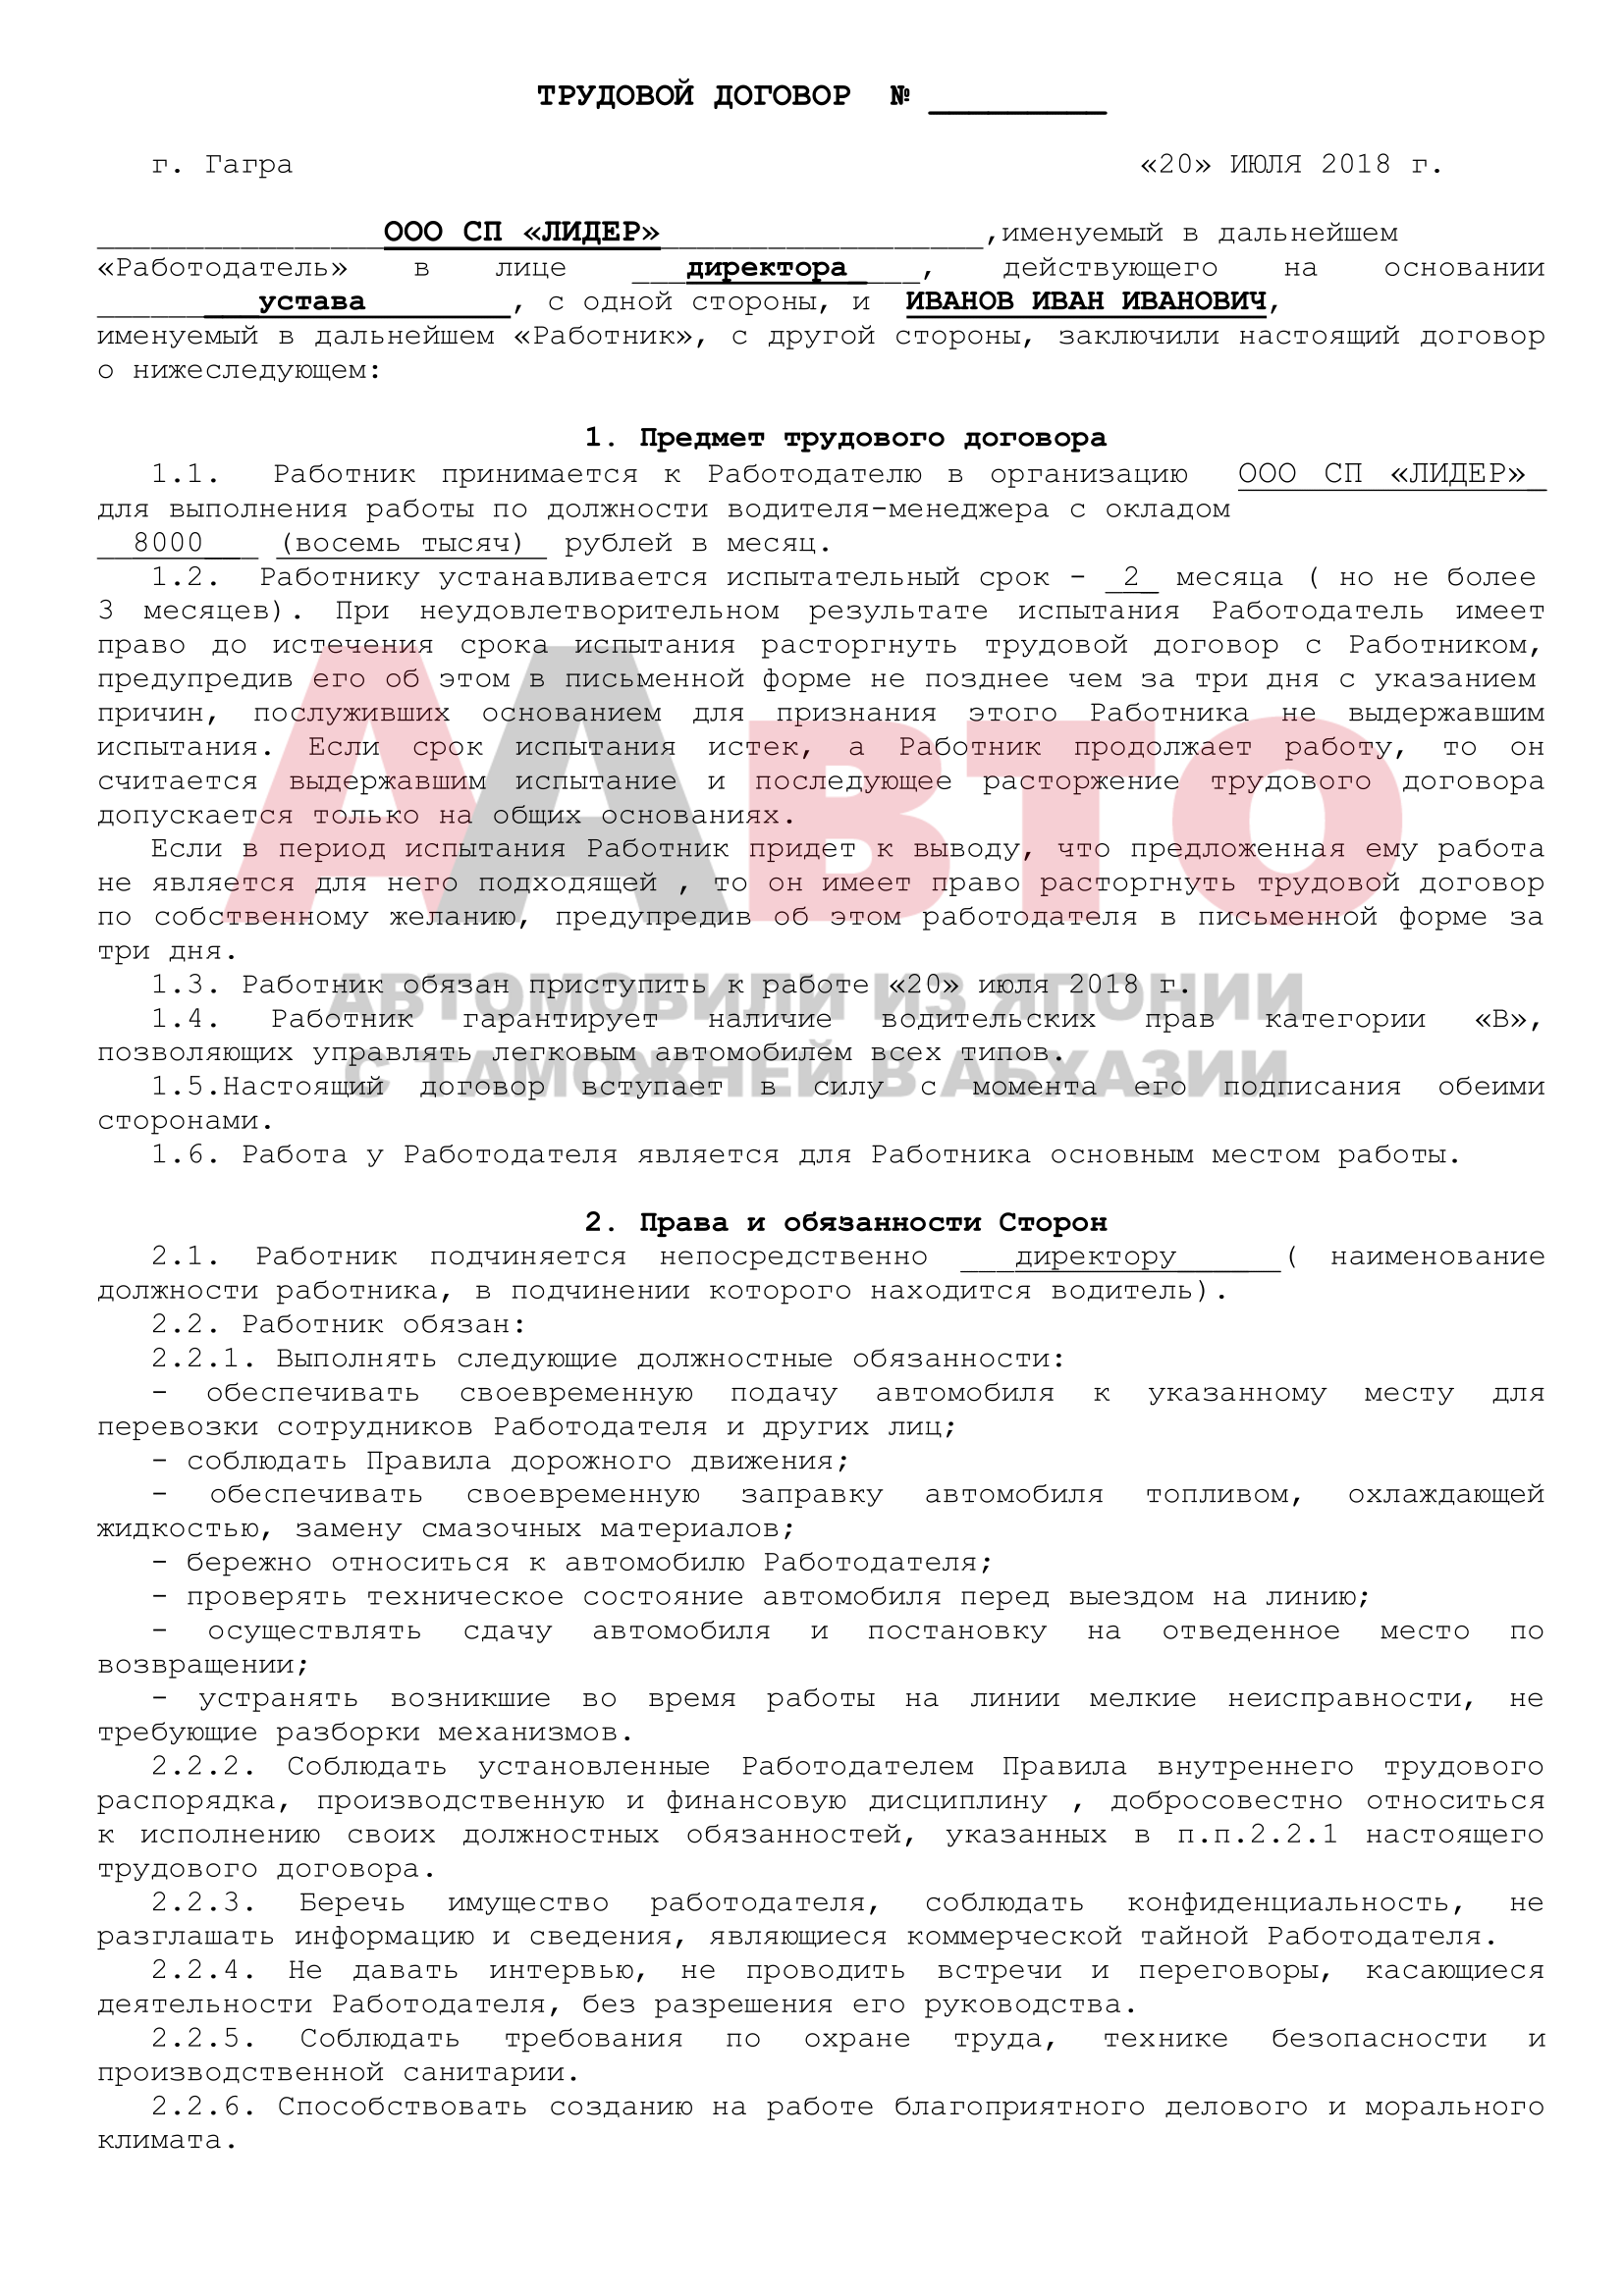 ТРУДОВОЙ ДОГОВОР № _________
г. Гагра «20» ИЮЛЯ 2018 г.
________________ООО СП «ЛИДЕР»__________________,именуемый в дальнейшем
«Работодатель» в лице ___директора____, действующего на основании
_________устава________, с одной стороны, и ИВАНОВ ИВАН ИВАНОВИЧ,
именуемый в дальнейшем «Работник», с другой стороны, заключили настоящий договор
о нижеследующем:
1. Предмет трудового договора
1.1. Работник принимается к Работодателю в организацию ООО СП «ЛИДЕР»_
для выполнения работы по должности водителя-менеджера с окладом
__8000___ (восемь тысяч)_ рублей в месяц.
1.2. Работнику устанавливается испытательный срок - _2_ месяца ( но не более
3 месяцев). При неудовлетворительном результате испытания Работодатель имеет
право до истечения срока испытания расторгнуть трудовой договор с Работником,
предупредив его об этом в письменной форме не позднее чем за три дня с указанием
причин, послуживших основанием для признания этого Работника не выдержавшим
испытания. Если срок испытания истек, а Работник продолжает работу, то он
считается выдержавшим испытание и последующее расторжение трудового договора
допускается только на общих основаниях.
Если в период испытания Работник придет к выводу, что предложенная ему работа
не является для него подходящей , то он имеет право расторгнуть трудовой договор
по собственному желанию, предупредив об этом работодателя в письменной форме за
три дня.
1.3. Работник обязан приступить к работе «20» июля 2018 г.
1.4. Работник гарантирует наличие водительских прав категории «В»,
позволяющих управлять легковым автомобилем всех типов.
1.5.Настоящий договор вступает в силу с момента его подписания обеими
сторонами.
1.6. Работа у Работодателя является для Работника основным местом работы.
ААвто
АВТОМОБИЛИ ИЗ ЯПОНИИ
С ТАМОЖНЕЙ В АБХАЗИИ
2. Права и обязанности Сторон
2.1. Работник подчиняется непосредственно ___директору______( наименование
должности работника, в подчинении которого находится водитель).
2.2. Работник обязан:
2.2.1. Выполнять следующие должностные обязанности:
- обеспечивать своевременную подачу автомобиля к указанному месту для
перевозки сотрудников Работодателя и других лиц;
- соблюдать Правила дорожного движения;
- обеспечивать своевременную заправку автомобиля топливом, охлаждающей
жидкостью, замену смазочных материалов;
- бережно относиться к автомобилю Работодателя;
- проверять техническое состояние автомобиля перед выездом на линию;
- осуществлять сдачу автомобиля и постановку на отведенное место по
возвращении;
- устранять возникшие во время работы на линии мелкие неисправности, не
требующие разборки механизмов.
2.2.2. Соблюдать установленные Работодателем Правила внутреннего трудового
распорядка, производственную и финансовую дисциплину , добросовестно относиться
к исполнению своих должностных обязанностей, указанных в п.п.2.2.1 настоящего
трудового договора.
2.2.3. Беречь имущество работодателя, соблюдать конфиденциальность, не
разглашать информацию и сведения, являющиеся коммерческой тайной Работодателя.
2.2.4. Не давать интервью, не проводить встречи и переговоры, касающиеся
деятельности Работодателя, без разрешения его руководства.
2.2.5. Соблюдать требования по охране труда, технике безопасности и
производственной санитарии.
2.2.6. Способствовать созданию на работе благоприятного делового и морального
климата.